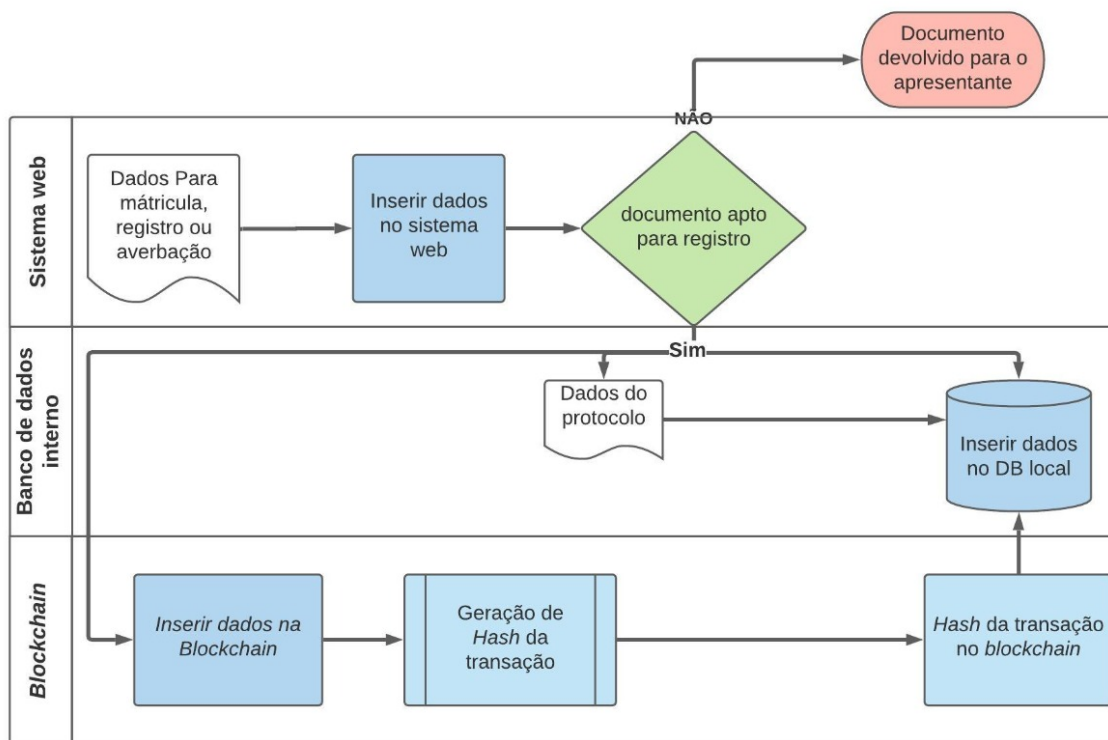 Documento
devolvido para o
apresentante
NÃO
Sistema web
Dados Para
mátricula,
registro ou
averbação
Inserir dados
no sistema
web
documento apto
para registro
Sim
Banco de dados
interno
Dados do
protocolo
Inserir dados
no DB local
Blockchain
Inserir dados na
Blockchain
Geração de
Hash da
transação
Hash da transação
no blockchain